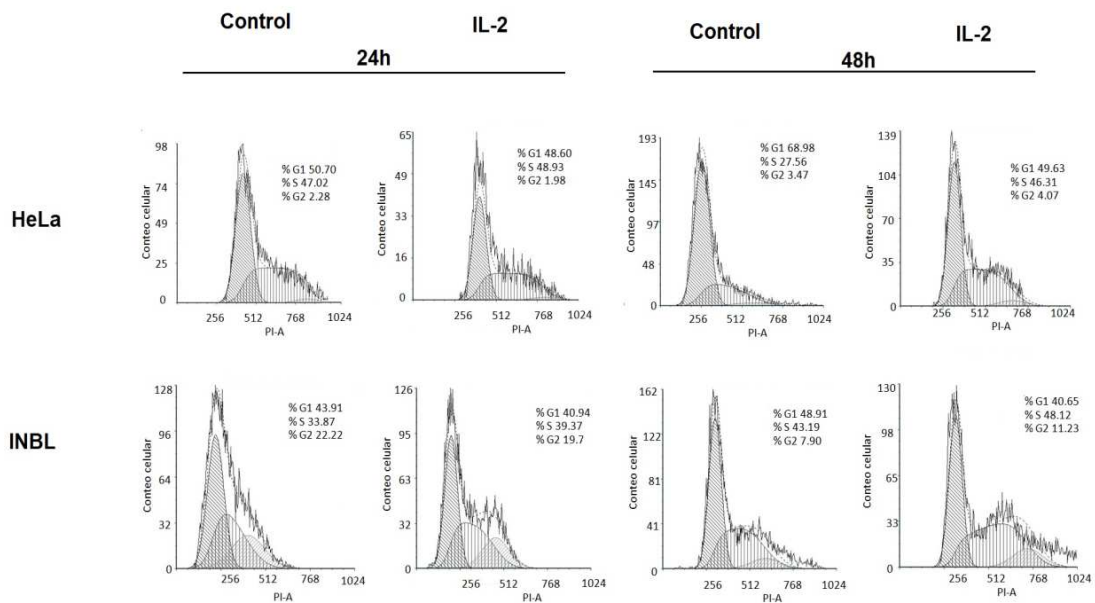 Control
IL-2
Control
IL-2
24h
48h
HeLa
98
74
49
25
0
Conteo celular
% G1 50.70
% S 47.02
% G2 2.28
256 512 768 1024
PI-A
65
49
33
16
0
Conteo celular
% G1 48.60
% S 48.93
% G2 1.98
256 512 768 1024
PI-A
193
145
97
48
0
Conteo celular
% G1 68.98
% S 27.56
% G2 3.47
256 512 768 1024
PI-A
139
104
70
35
0
Conteo celular
% G1 49.63
% S 46.31
% G2 4.07
256 512 768 1024
PI-A
INBL
128
96
64
32
0
Conteo celular
% G1 43.91
% S 33.87
% G2 22.22
256 512 768 1024
PI-A
126
95
63
32
0
Conteo celular
% G1 40.94
% S 39.37
% G2 19.7
256 512 768 1024
PI-A
162
122
81
41
0
Conteo celular
% G1 48.91
% S 43.19
% G2 7.90
256 512 768 1024
PI-A
130
98
65
33
0
Conteo celular
% G1 40.65
% S 48.12
% G2 11.23
256 512 768 1024
PI-A